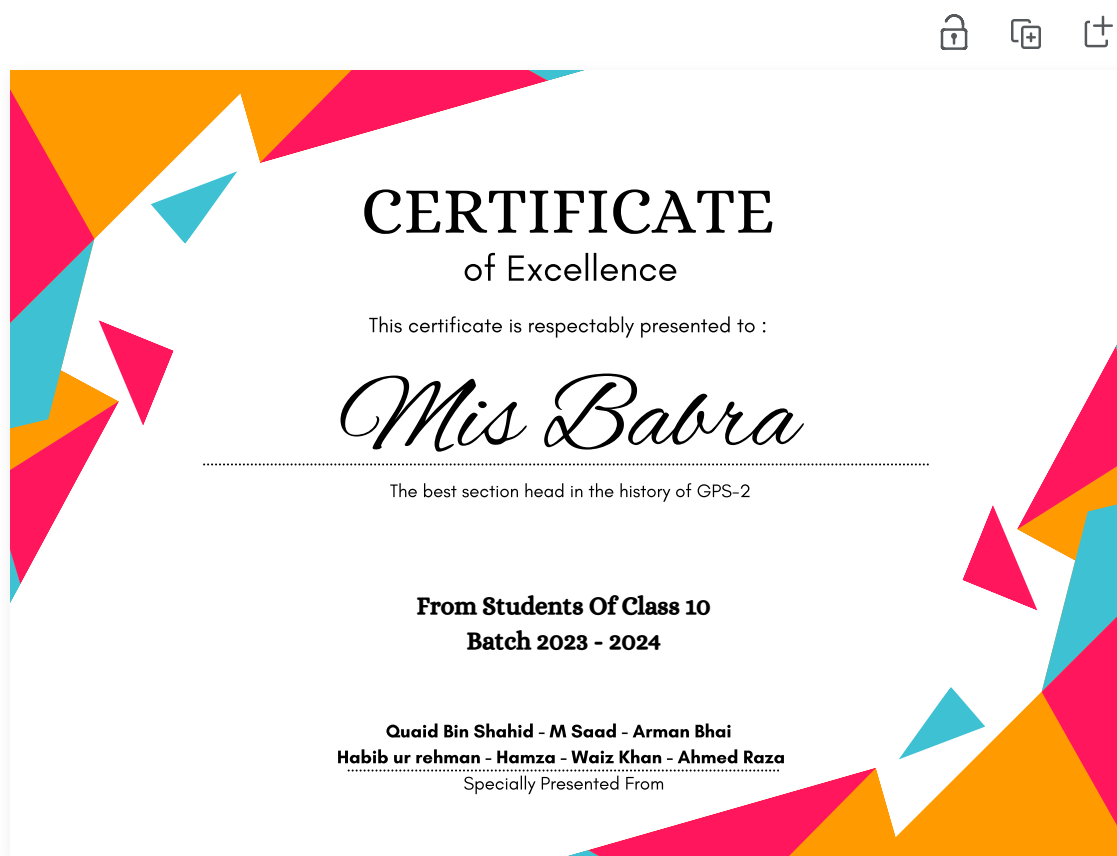 CERTIFICATE
of Excellence
This certificate is respectably presented to :
Mis Babra
The best section head in the history of GPS-2
From Students Of Class 10
Batch 2023 - 2024
Quaid Bin Shahid - M Saad - Arman Bhai
Habib ur rehman - Hamza - Waiz Khan - Ahmed Raza
Specially Presented From